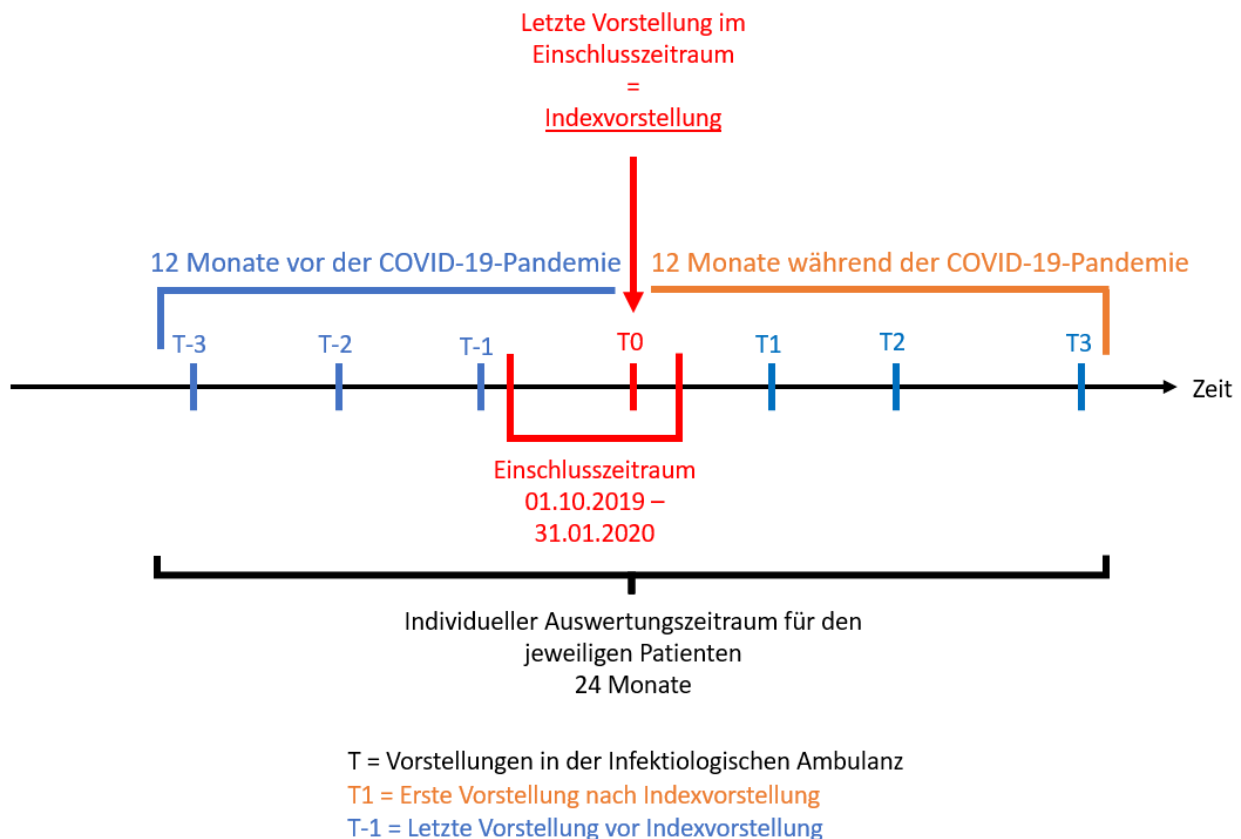 Letzte Vorstellung im
Einschlusszeitraum
=
Indexvorstellung
12 Monate vor der COVID-19-Pandemie
12 Monate während der COVID-19-Pandemie
T-3
T-2
T-1
T0
T1
T2
T3
Zeit
Einschlusszeitraum
01.10.2019 –
31.01.2020
Individueller Auswertungszeitraum für den
jeweiligen Patienten
24 Monate
T = Vorstellungen in der Infektiologischen Ambulanz
T1 = Erste Vorstellung nach Indexvorstellung
T-1 = Letzte Vorstellung vor Indexvorstellung